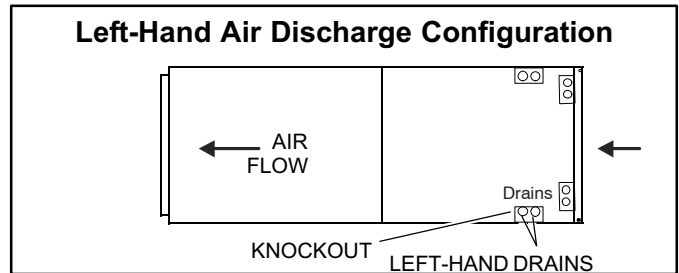 Left-Hand Air Discharge Configuration
AIR
FLOW
Drains
KNOCKOUT
LEFT-HAND DRAINS